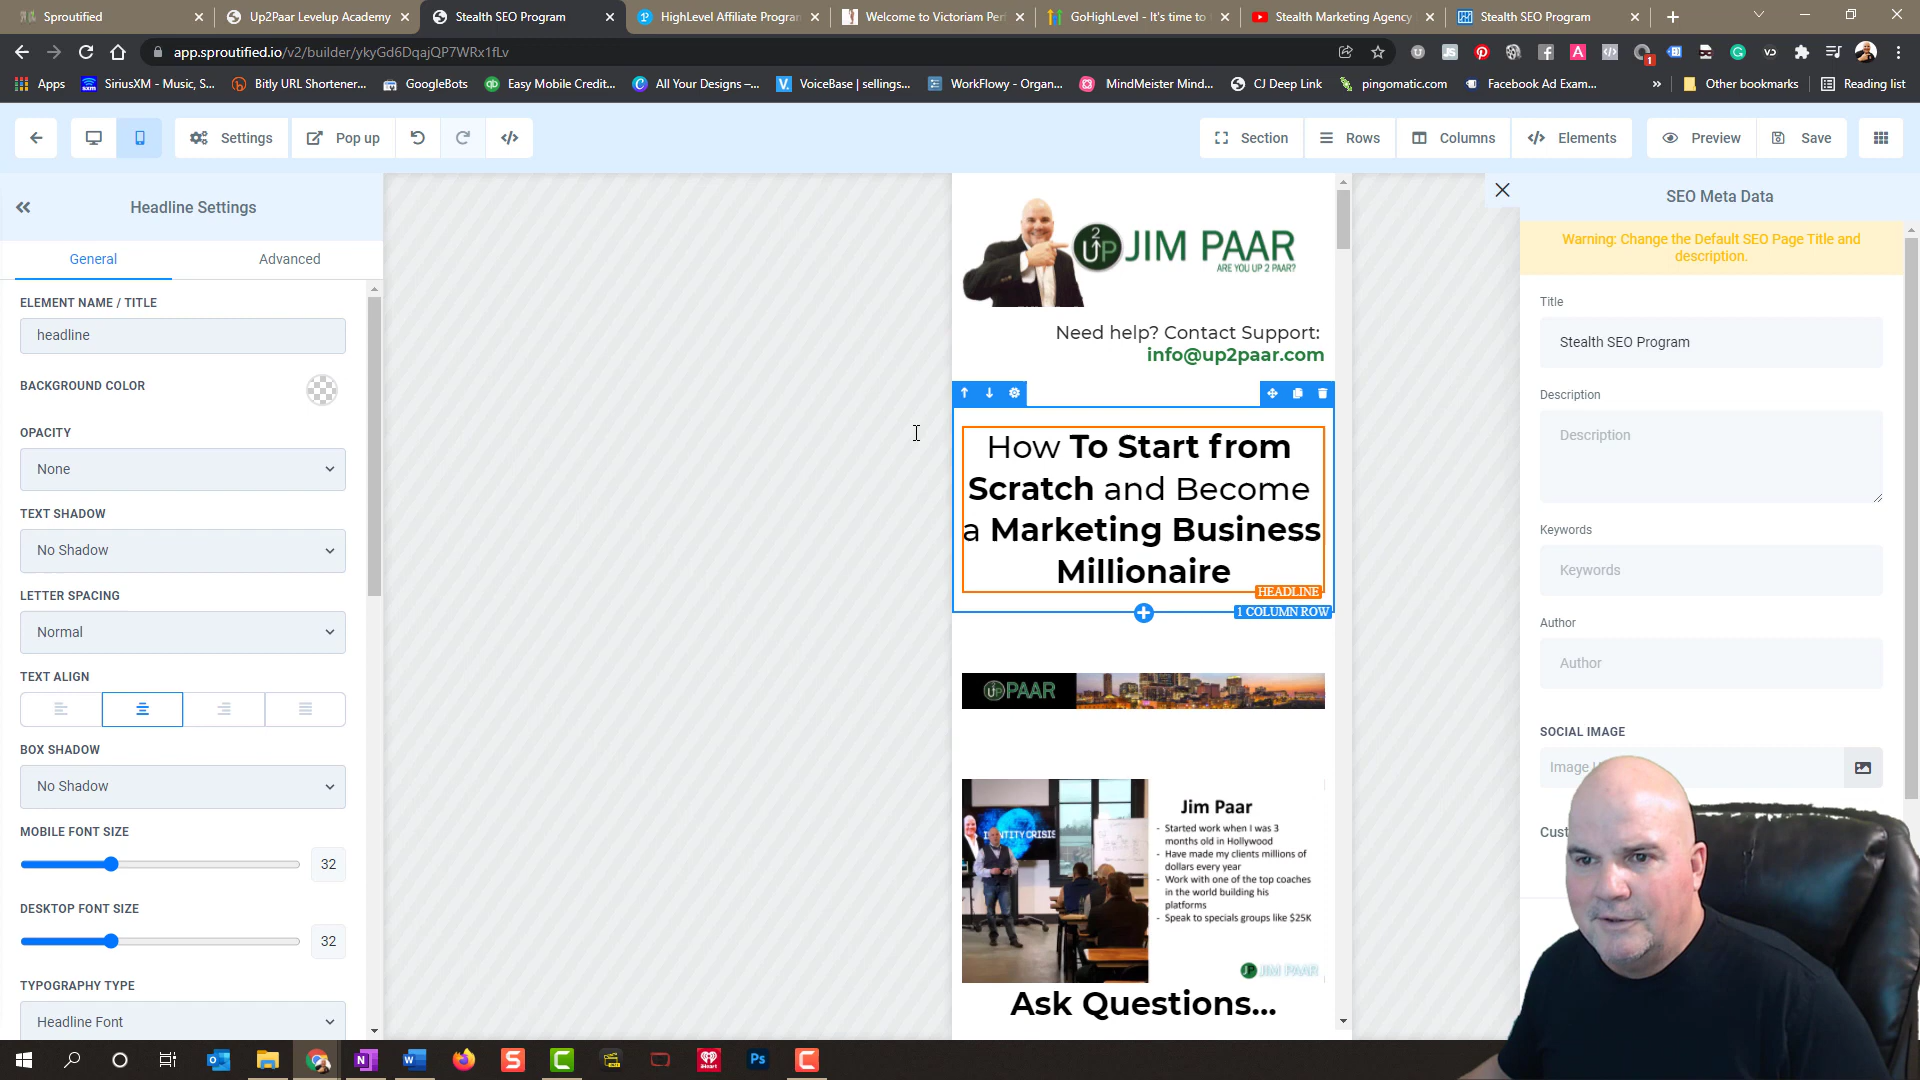 Sproutified
Up2Paar Levelup Academy
Stealth SEO Program
HighLevel Affiliate Program
Welcome to Victoriam Per
GoHighLevel - It's time to
Stealth Marketing Agency
Stealth SEO Program
app.sproutified.io/v2/builder/ykyGd6DqajQP7WRx1fLv
Apps
SiriusXM - Music, S...
Bitly URL Shortener...
GoogleBots
Easy Mobile Credit...
All Your Designs –...
VoiceBase | sellings...
WorkFlowy - Organ...
MindMeister Mind...
CJ Deep Link
pingomatic.com
Facebook Ad Exam...
Other bookmarks
Reading list
Settings
Pop up
Section
Rows
Columns
Elements
Preview
Save
Headline Settings
General
Advanced
ELEMENT NAME / TITLE
headline
BACKGROUND COLOR
OPACITY
None
TEXT SHADOW
No Shadow
LETTER SPACING
Normal
TEXT ALIGN
BOX SHADOW
No Shadow
MOBILE FONT SIZE
32
DESKTOP FONT SIZE
32
TYPOGRAPHY TYPE
Headline Font
2
UP
JIM PAAR
ARE YOU UP 2 PAAR?
Need help? Contact Support:
info@up2paar.com
How To Start from
Scratch and Become
a Marketing Business
Millionaire
HEADLINE
1 COLUMN ROW
UP PAAR
IDENTITY CRISIS
Jim Paar
- Started work when I was 3
months old in Hollywood
- Have made my clients millions of
dollars every year
- Work with one of the top coaches
in the world building his
platforms
- Speak to specials groups like $25K
JIM PAAR
Ask Questions...
SEO Meta Data
Warning: Change the Default SEO Page Title and
description.
Title
Stealth SEO Program
Description
Description
Keywords
Keywords
Author
Author
SOCIAL IMAGE
Image
Cust